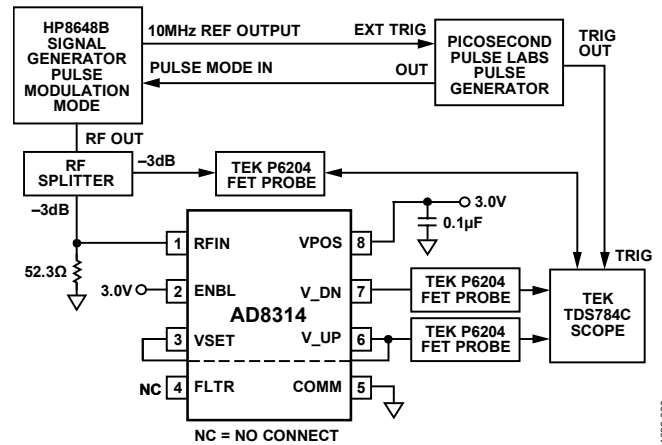 HP8648B
SIGNAL
GENERATOR
PULSE
MODULATION
MODE
10MHz REF OUTPUT
EXT TRIG
PULSE MODE IN
OUT
PICOSECOND
PULSE LABS
PULSE
GENERATOR
TRIG
OUT
RF OUT
RF
SPLITTER
–3dB
–3dB
TEK P6204
FET PROBE
3.0V
0.1µF
52.3Ω
3.0V
1 RFIN
2 ENBL
3 VSET
NC 4 FLTR
AD8314
VPOS 8
V_DN 7
V_UP 6
COMM 5
TEK P6204
FET PROBE
TEK P6204
FET PROBE
TRIG
TEK
TDS784C
SCOPE
NC = NO CONNECT